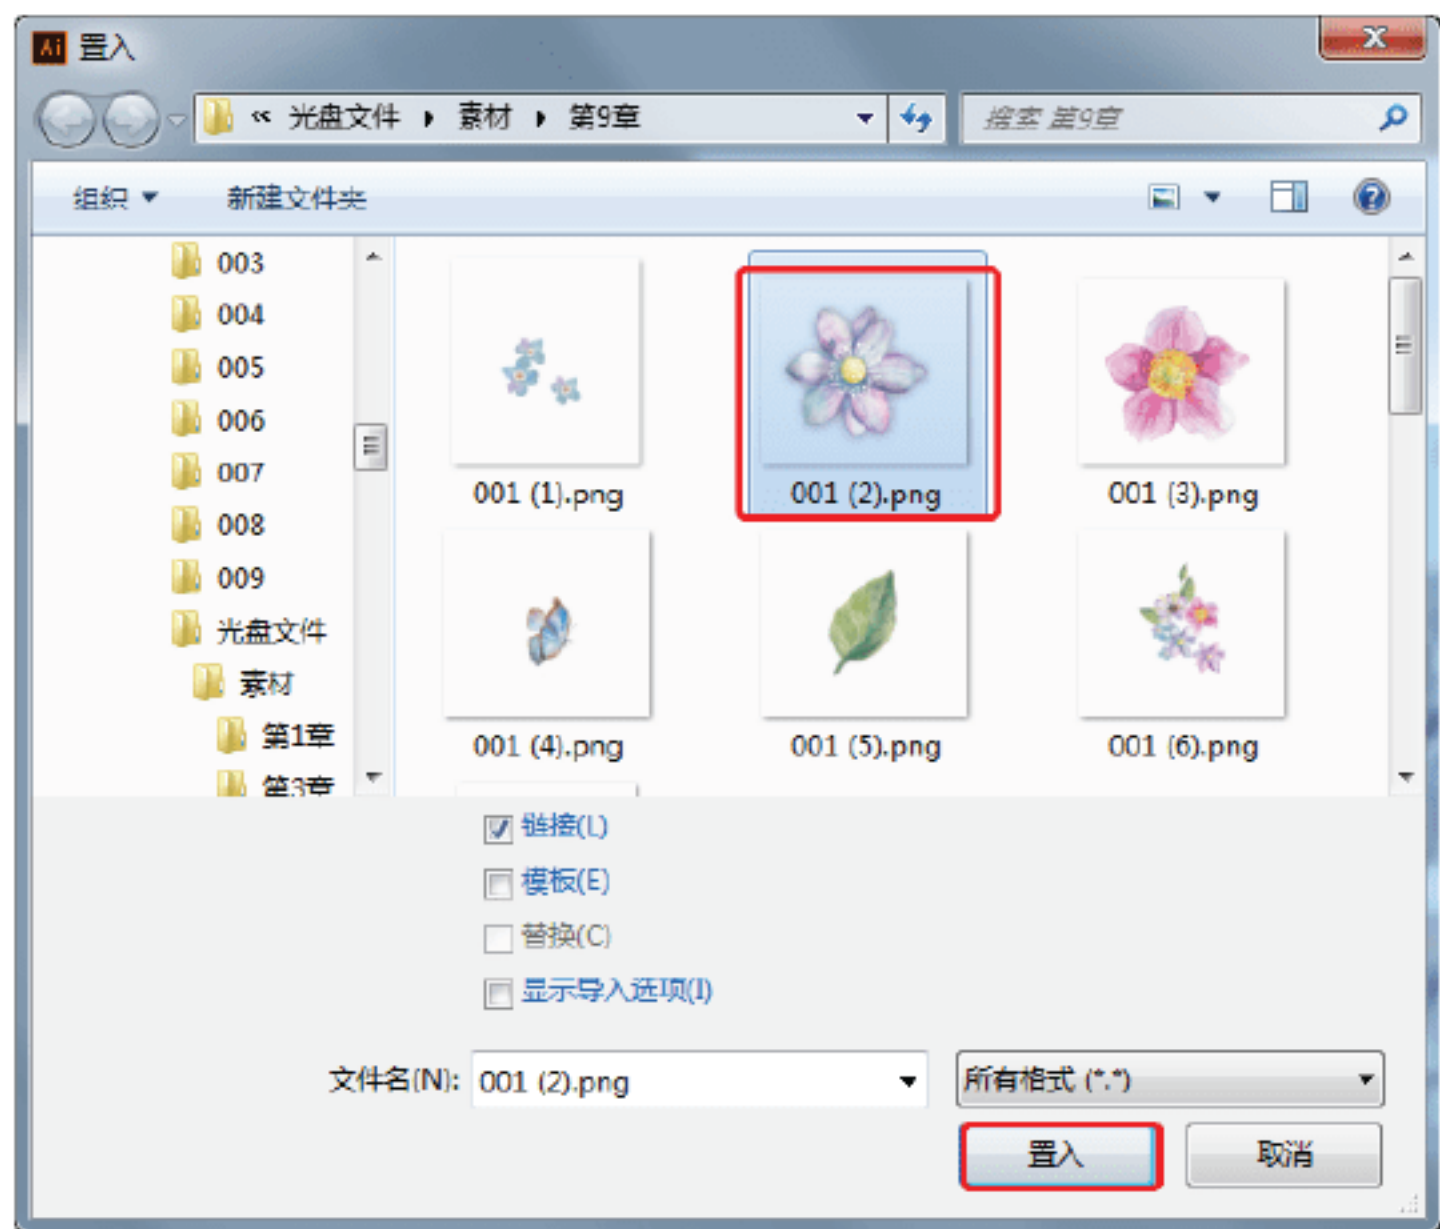 Ai 置入
« 光盘文件 ▸ 素材 ▸ 第9章
搜索 第9章
组织 新建文件夹
003
004
005
006
007
008
009
光盘文件
素材
第1章
第3章
001 (1).png 001 (2).png 001 (3).png
001 (4).png 001 (5).png 001 (6).png
链接(L)
模板(E)
替换(C)
显示导入选项(I)
文件名(N): 001 (2).png 所有格式 (*.*)
置入 取消